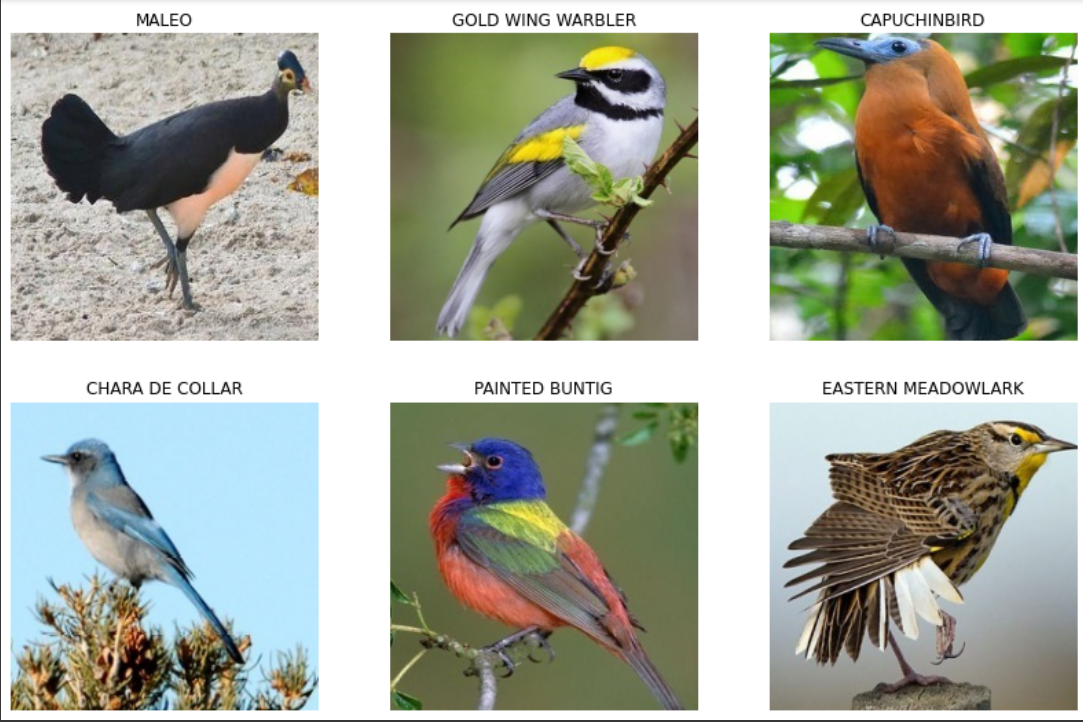 MALEO
GOLD WING WARBLER
CAPUCHINBIRD
CHARA DE COLLAR
PAINTED BUNTIG
EASTERN MEADOWLARK